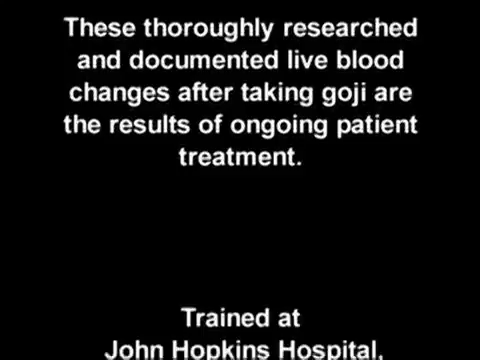 These thoroughly researched
and documented live blood
changes after taking goji are
the results of ongoing patient
treatment.
Trained at
John Hopkins Hospital,